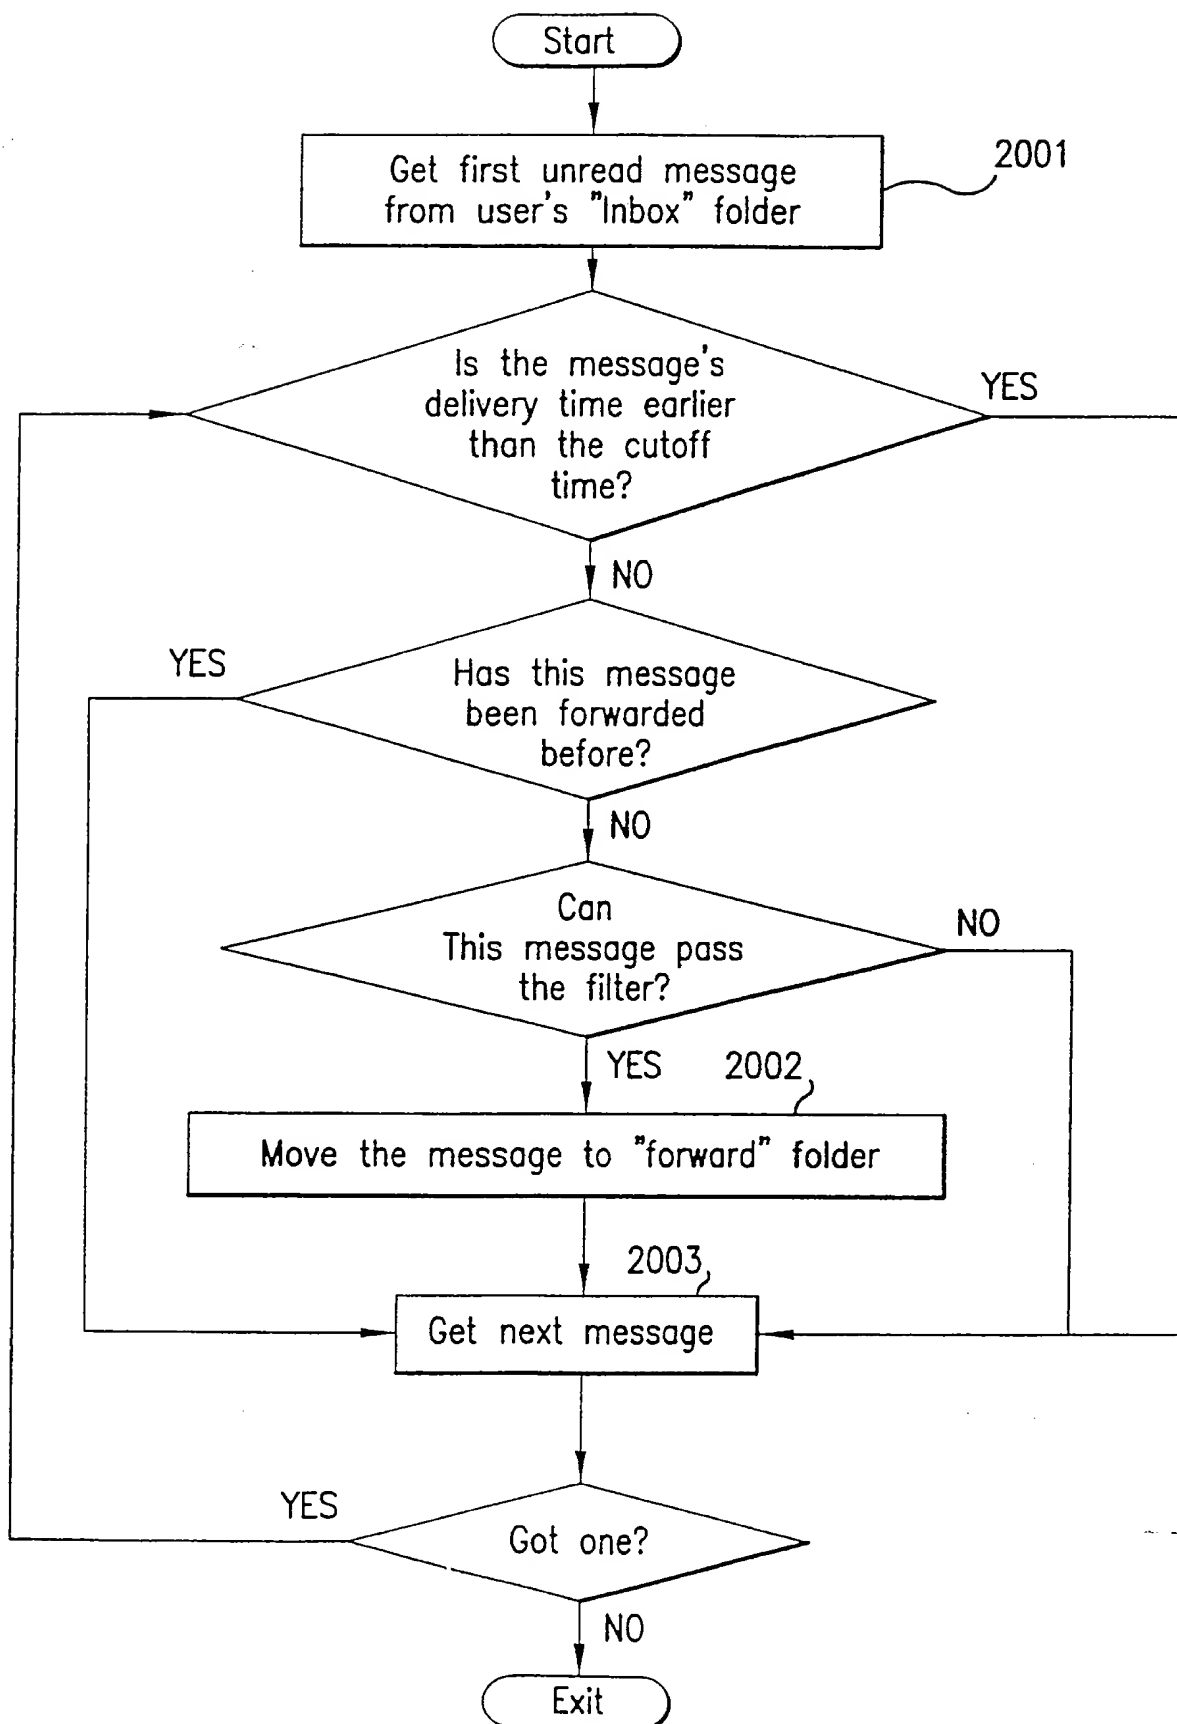 Start
Get first unread message
from user's "Inbox" folder
2001
Is the message's
delivery time earlier
than the cutoff
time?
YES
NO
YES
Has this message
been forwarded
before?
NO
Can
This message pass
the filter?
NO
YES
2002
Move the message to "forward" folder
2003
Get next message
YES
Got one?
NO
Exit